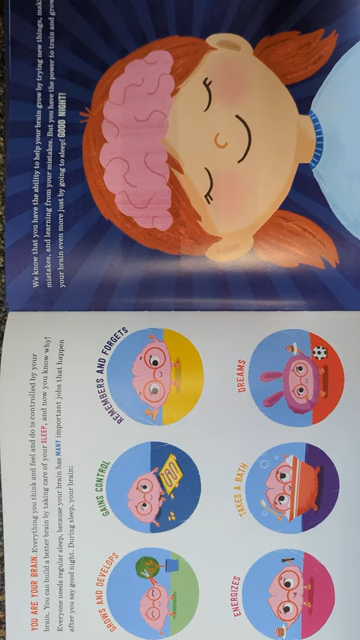 YOU ARE YOUR BRAIN. Everything you think and feel and do is controlled by your
brain. You can build a better brain by taking care of your SLEEP, and now you know why!
Everyone needs regular sleep, because your brain has MANY important jobs that happen
after you say good night. During sleep, your brain:
GROWS AND DEVELOPS
GAINS CONTROL
REMEMBERS AND FORGETS
ENERGIZES
TAKES A BATH
DREAMS
We know that you have the ability to help your brain grow by trying new things,
mistakes, and learning from your mistakes. But you have the power to train and
your brain even more just by going to sleep! GOOD NIGHT!